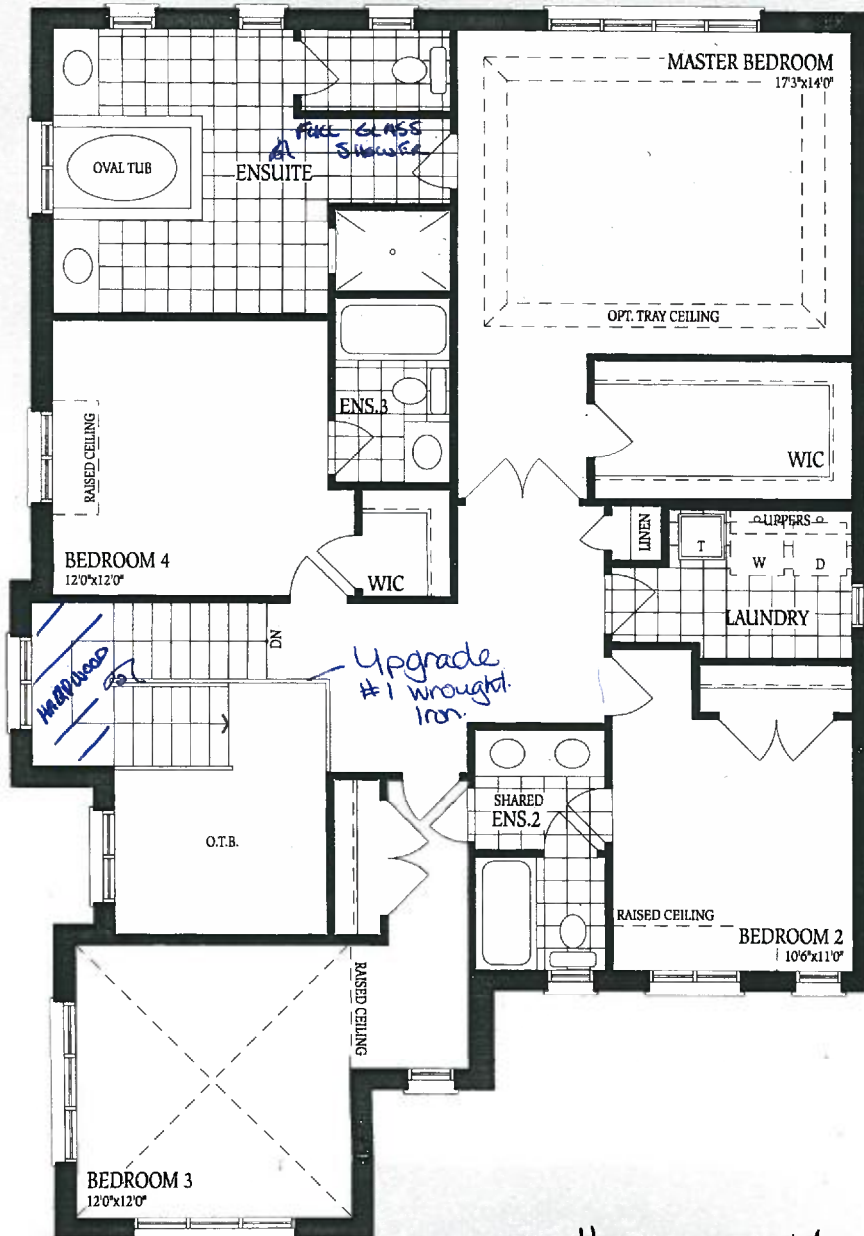 MASTER BEDROOM
17'3"x14'0"
FULL GLASS
SHOWER
OVAL TUB
ENSUITE
OPT. TRAY CEILING
ENS.3
RAISED CEILING
WIC
BEDROOM 4
12'0"x12'0"
WIC
LINEN
UPPERS
T
W
D
LAUNDRY
DN
HARDWOOD
Upgrade
#1 wrought
Iron.
SHARED
ENS.2
O.T.B.
RAISED CEILING
BEDROOM 2
10'6"x11'0"
RAISED CEILING
BEDROOM 3
12'0"x12'0"